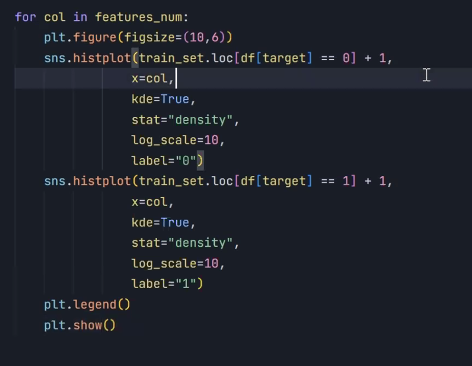 for col in features_num:
    plt.figure(figsize=(10,6))
    sns.histplot(train_set.loc[df[target] == 0] + 1,
                x=col,
                kde=True,
                stat="density",
                log_scale=10,
                label="0")
    sns.histplot(train_set.loc[df[target] == 1] + 1,
                x=col,
                kde=True,
                stat="density",
                log_scale=10,
                label="1")
    plt.legend()
    plt.show()